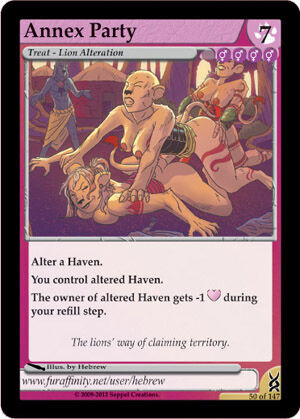 Annex Party
7
Treat - Lion Alteration
Alter a Haven.
You control altered Haven.
The owner of altered Haven gets -1 during
your refill step.
The lions' way of claiming territory.
Illus. by Hebrew
www.furaffinity.net/user/hebrew
50 of 147
© 2009-2012 Seppel Creations.